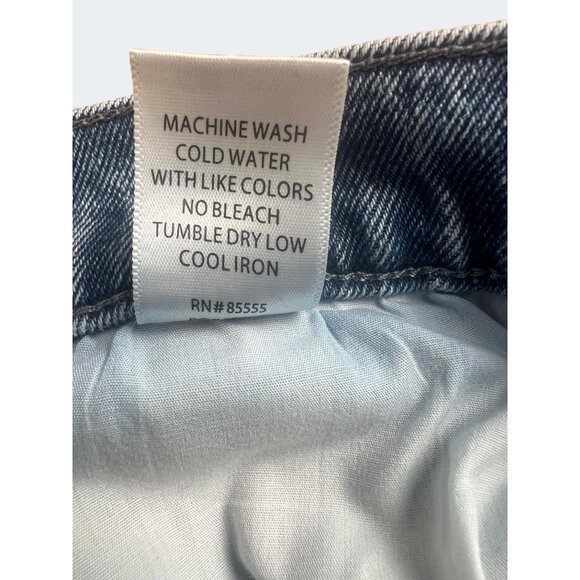 MACHINE WASH
COLD WATER
WITH LIKE COLORS
NO BLEACH
TUMBLE DRY LOW
COOL IRON
RN#85555